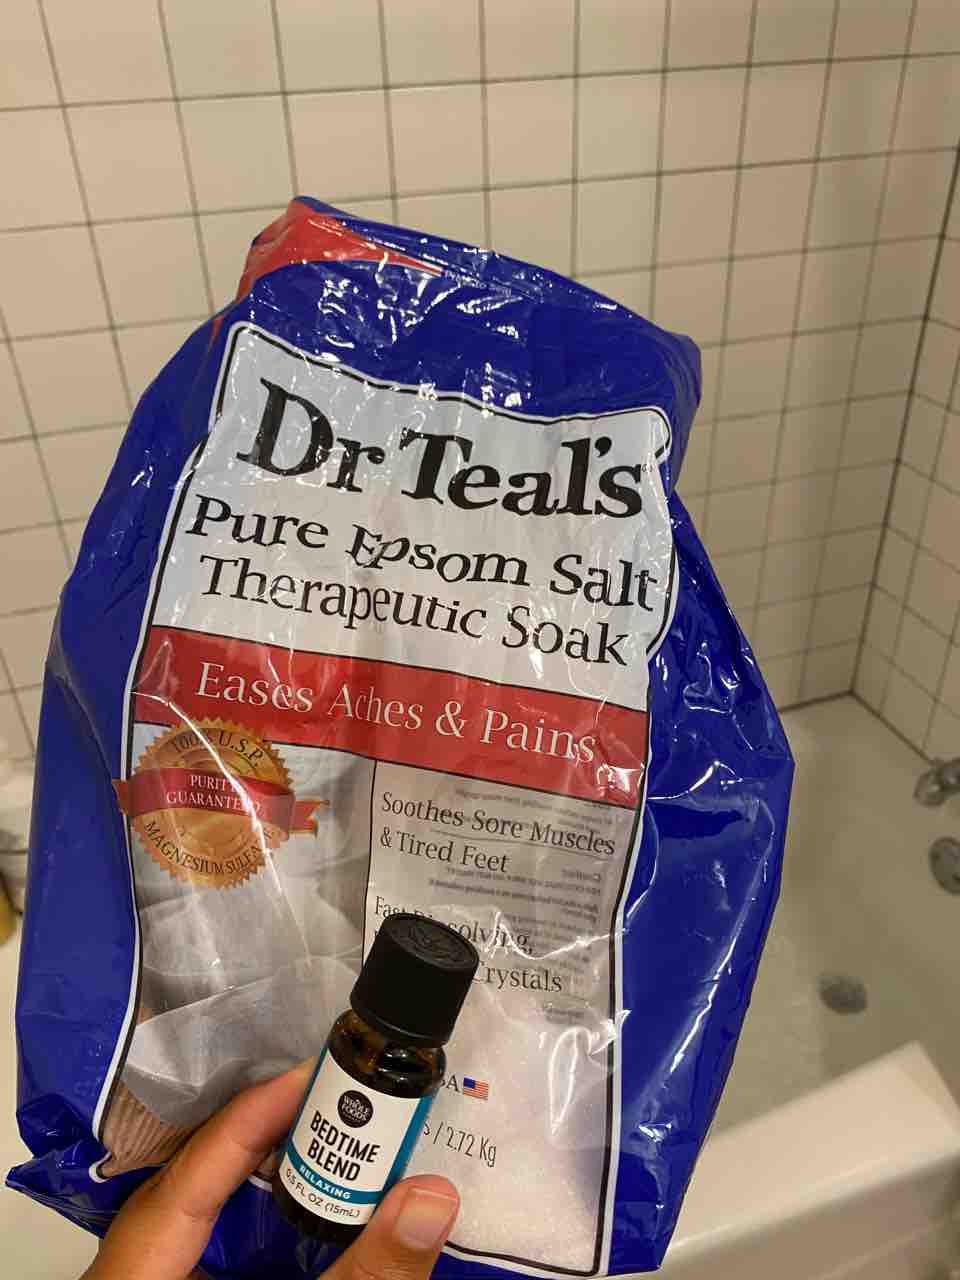 Dr Teal's
Pure Epsom Salt
Therapeutic Soak
Eases Aches & Pains
100% U.S.P.
PURITY
GUARANTEED
MAGNESIUM
Soothes Sore Muscles
& Tired Feet
Crystals
/ 2.72 Kg
WHOLE
FOODS
BEDTIME
BLEND
RELAXING
0.5 FL OZ (15mL)